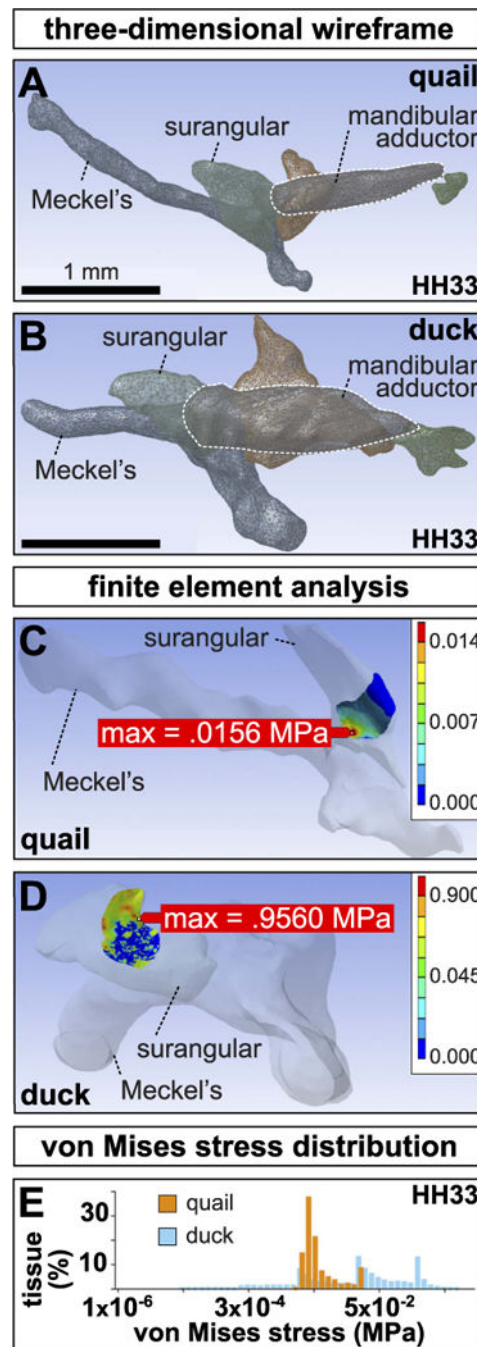 three-dimensional wireframe
A
quail
surangular
mandibular
adductor
Meckel's
1 mm
HH33
B
duck
surangular
mandibular
adductor
Meckel's
HH33
finite element analysis
C
surangular
0.014
max = .0156 MPa
0.007
Meckel's
0.000
quail
D
0.900
max = .9560 MPa
0.045
surangular
0.000
duck
Meckel's
von Mises stress distribution
E
HH33
30
quail
duck
10
tissue
(%)
1x10-6
3x10-4
5x10-2
von Mises stress (MPa)